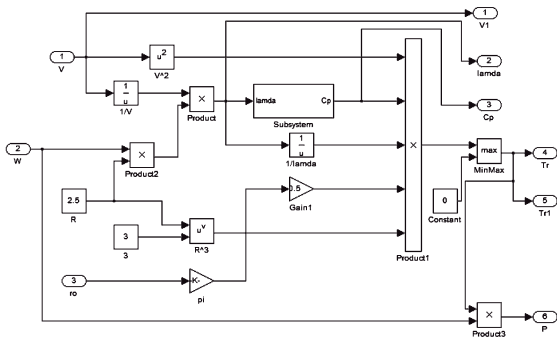 1
V1
1
V
u²
V^2
2
lamda
1
u
1/V
×
Product
lamda
Cp
Subsystem
3
Cp
2
W
×
Product2
1
u
1/lamda
×
Product1
max
MinMax
4
Tr
2.5
R
0.5
Gain1
0
Constant
5
Tr1
3
3
u^v
R^3
3
ro
-K-
pi
×
Product3
6
P